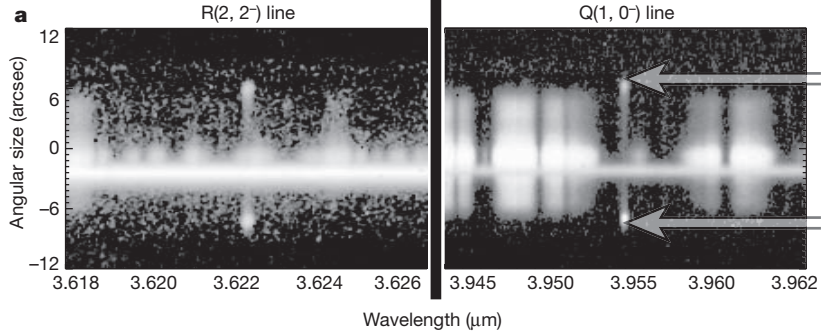 a
R(2, 2⁻) line
Q(1, 0⁻) line
Angular size (arcsec)
12
6
0
−6
−12
3.618 3.620 3.622 3.624 3.626
3.945 3.950 3.955 3.960 3.962
Wavelength (μm)